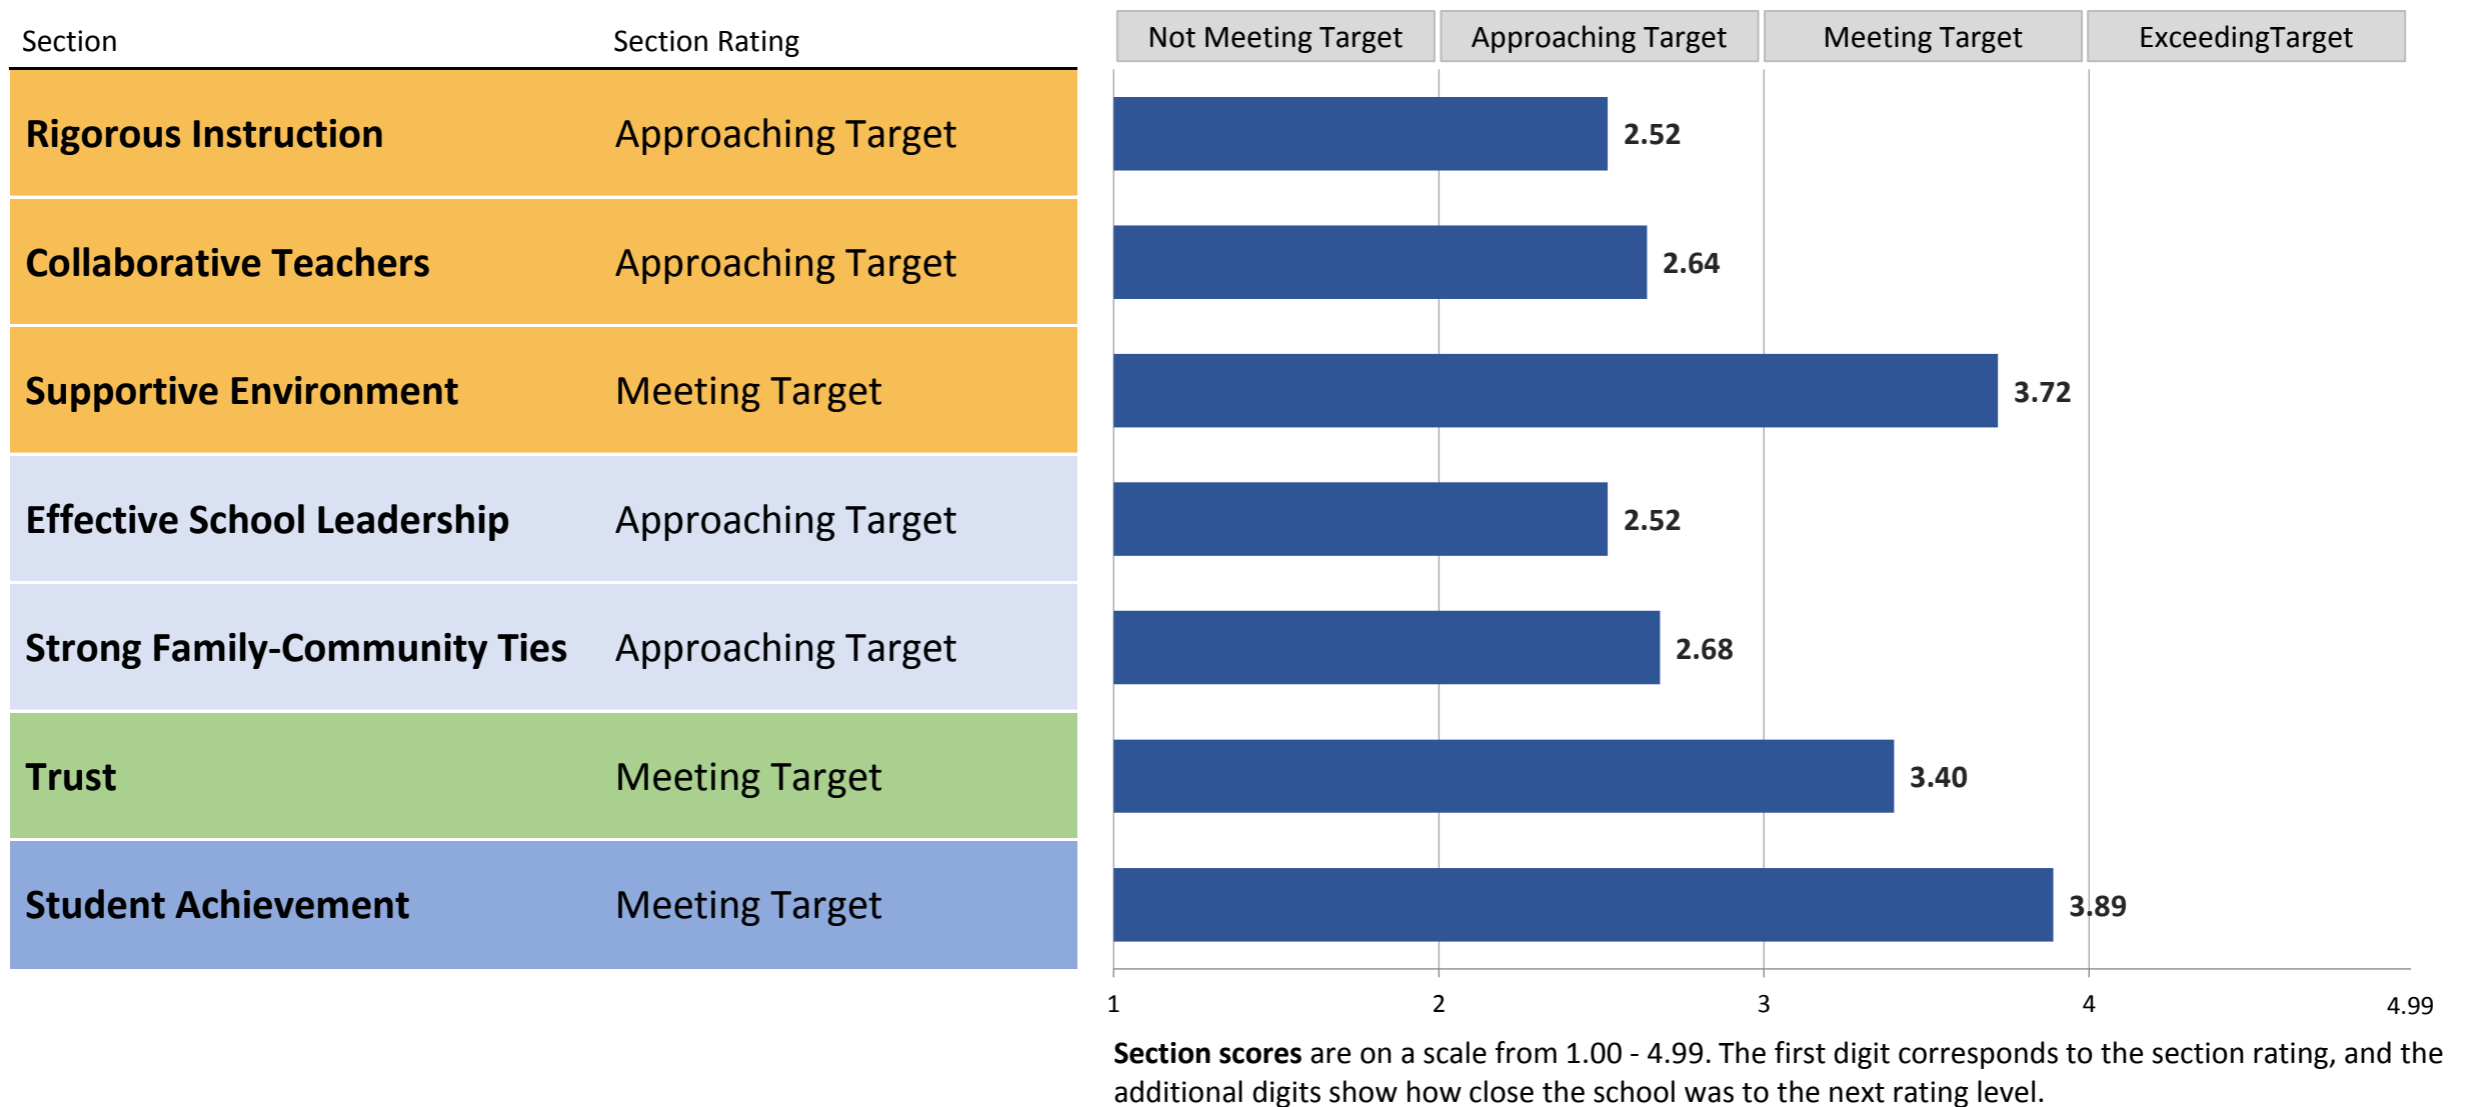 Section Section Rating Not Meeting Target Approaching Target Meeting Target ExceedingTarget
Rigorous Instruction Approaching Target 2.52
Collaborative Teachers Approaching Target 2.64
Supportive Environment Meeting Target 3.72
Effective School Leadership Approaching Target 2.52
Strong Family-Community Ties Approaching Target 2.68
Trust Meeting Target 3.40
Student Achievement Meeting Target 3.89
1 2 3 4 4.99
Section scores are on a scale from 1.00 - 4.99. The first digit corresponds to the section rating, and the
additional digits show how close the school was to the next rating level.